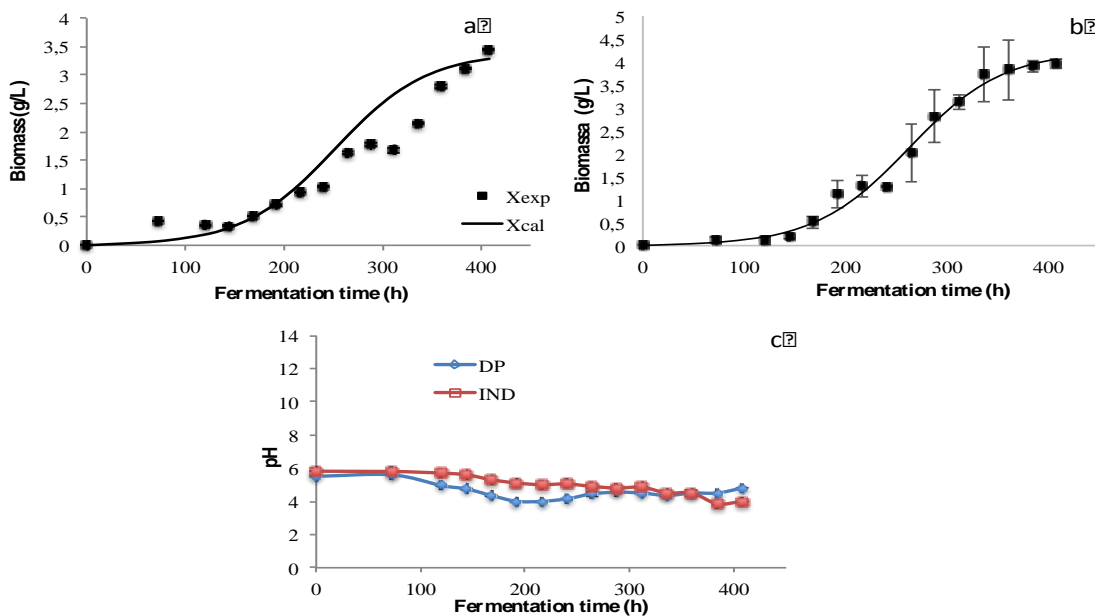 a
4
3,5
3
2,5
2
1,5
1
0,5
0
Biomass(g/L)
Xexp
Xcal
0 100 200 300 400
Fermentation time (h)
b
5
4,5
4
3,5
3
2,5
2
1,5
1
0,5
0
Biomassa (g/L)
0 100 200 300 400
Fermentation time (h)
c
14
12
10
8
6
4
2
0
pH
DP
IND
0 100 200 300 400
Fermentation time (h)